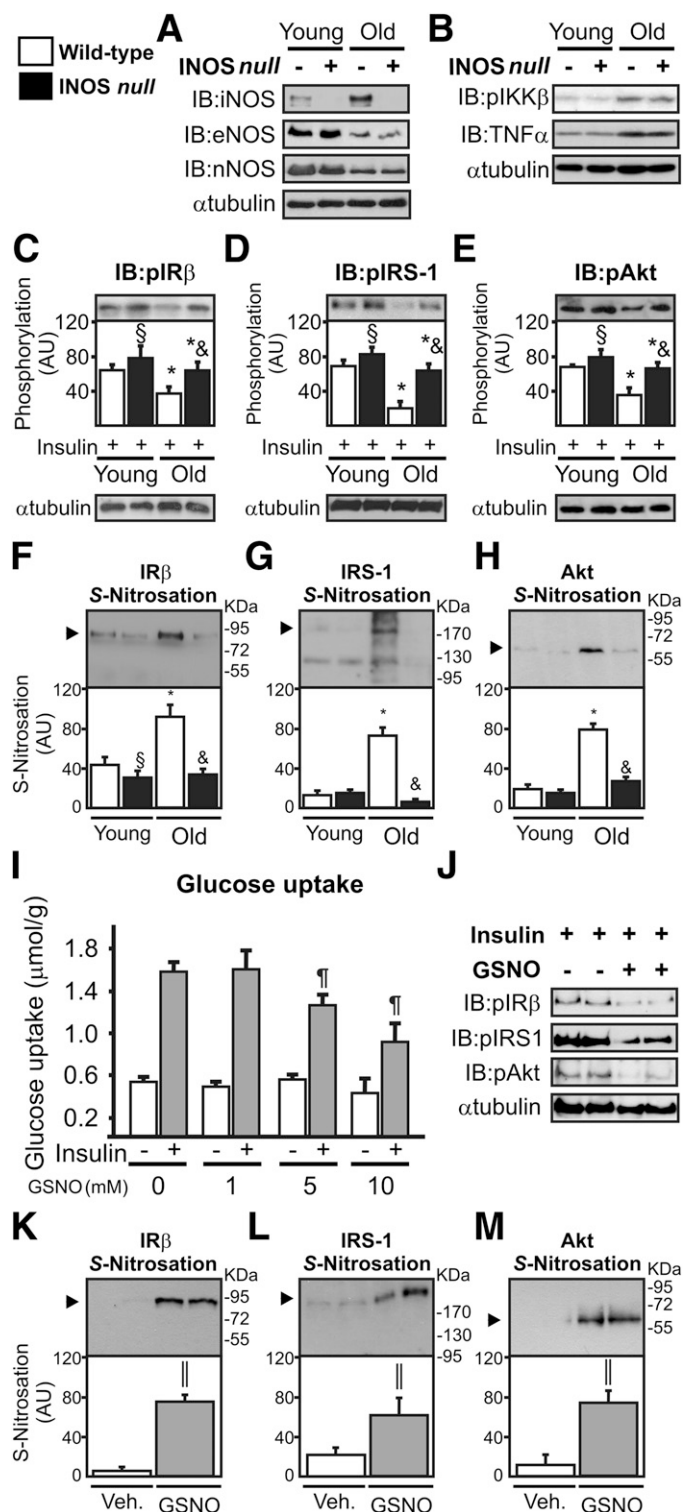 Wild-type
INOS null
A
Young Old
INOS null - + - +
IB:iNOS
IB:eNOS
IB:nNOS
αtubulin
B
Young Old
INOS null - + - +
IB:pIKKβ
IB:TNFα
αtubulin
C
IB:pIRβ
Phosphorylation
(AU)
120
80
40
§
*
*&
Insulin + + + +
Young Old
αtubulin
D
IB:pIRS-1
Phosphorylation
(AU)
120
80
40
§
*
*&
Insulin + + + +
Young Old
αtubulin
E
IB:pAkt
Phosphorylation
(AU)
120
80
40
§
*
*&
Insulin + + + +
Young Old
αtubulin
F
IRβ
S-Nitrosation
KDa
-95
-72
-55
S-Nitrosation
(AU)
120
80
40
0
§
*
&
Young Old
G
IRS-1
S-Nitrosation
KDa
-170
-130
-95
120
80
40
0
*
&
Young Old
H
Akt
S-Nitrosation
KDa
-95
-72
-55
120
80
40
0
*
&
Young Old
I
Glucose uptake
Glucose uptake (µmol/g)
1.8
1.4
1.0
0.6
0.2
¶
¶
Insulin - + - + - + - +
GSNO (mM) 0 1 5 10
J
Insulin + + + +
GSNO - - + +
IB:pIRβ
IB:pIRS1
IB:pAkt
αtubulin
K
IRβ
S-Nitrosation
KDa
-95
-72
-55
S-Nitrosation
(AU)
120
80
40
0
||
Veh. GSNO
L
IRS-1
S-Nitrosation
KDa
-170
-130
-95
120
80
40
0
||
Veh. GSNO
M
Akt
S-Nitrosation
KDa
-95
-72
-55
120
80
40
0
||
Veh. GSNO